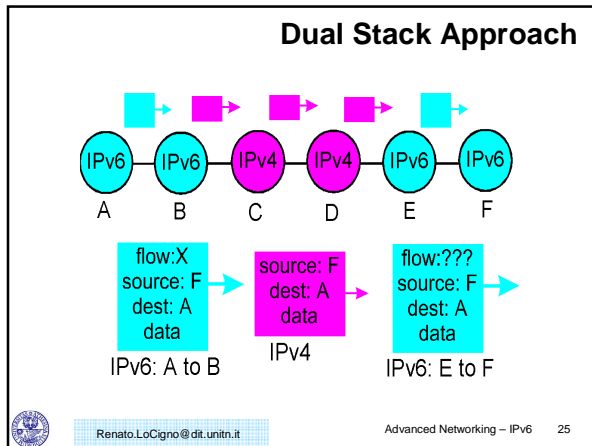 Dual Stack Approach
IPv6 IPv6 IPv4 IPv4 IPv6 IPv6
A B C D E F
flow:X
source: F
dest: A
data
IPv6: A to B
source: F
dest: A
data
IPv4
flow:???
source: F
dest: A
data
IPv6: E to F
Renato.LoCigno@dit.unitn.it
Advanced Networking – IPv6 25